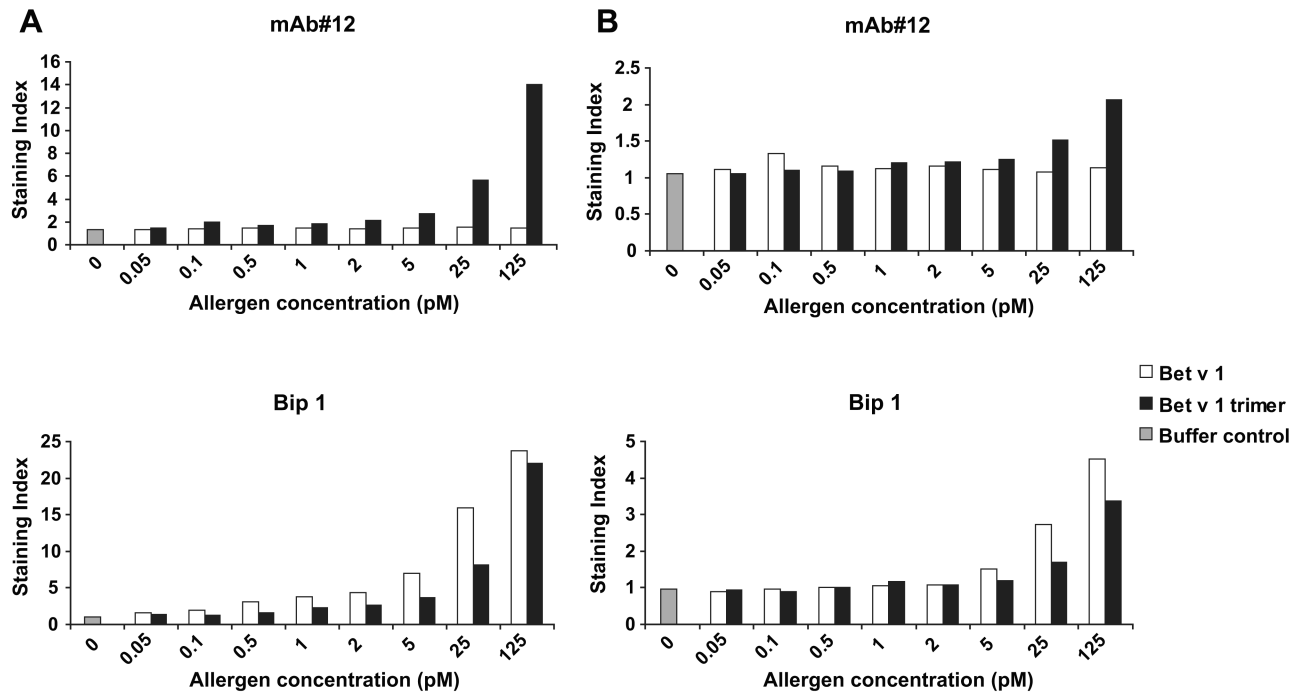 A
mAb#12
Staining Index
16
14
12
10
8
6
4
2
0
0 0.05 0.1 0.5 1 2 5 25 125
Allergen concentration (pM)
B
mAb#12
Staining Index
2.5
2
1.5
1
0.5
0
0 0.05 0.1 0.5 1 2 5 25 125
Allergen concentration (pM)
Bip 1
Staining Index
25
20
15
10
5
0
0 0.05 0.1 0.5 1 2 5 25 125
Allergen concentration (pM)
Bip 1
Staining Index
5
4
3
2
1
0
0 0.05 0.1 0.5 1 2 5 25 125
Allergen concentration (pM)
Bet v 1
Bet v 1 trimer
Buffer control